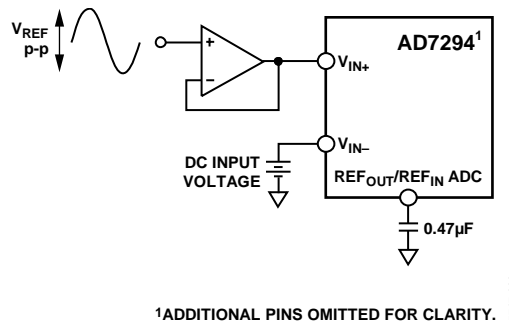 V_REF
p-p
AD7294¹
+
−
V_IN+
V_IN−
DC INPUT
VOLTAGE
REF_OUT/REF_IN ADC
0.47µF
¹ADDITIONAL PINS OMITTED FOR CLARITY.